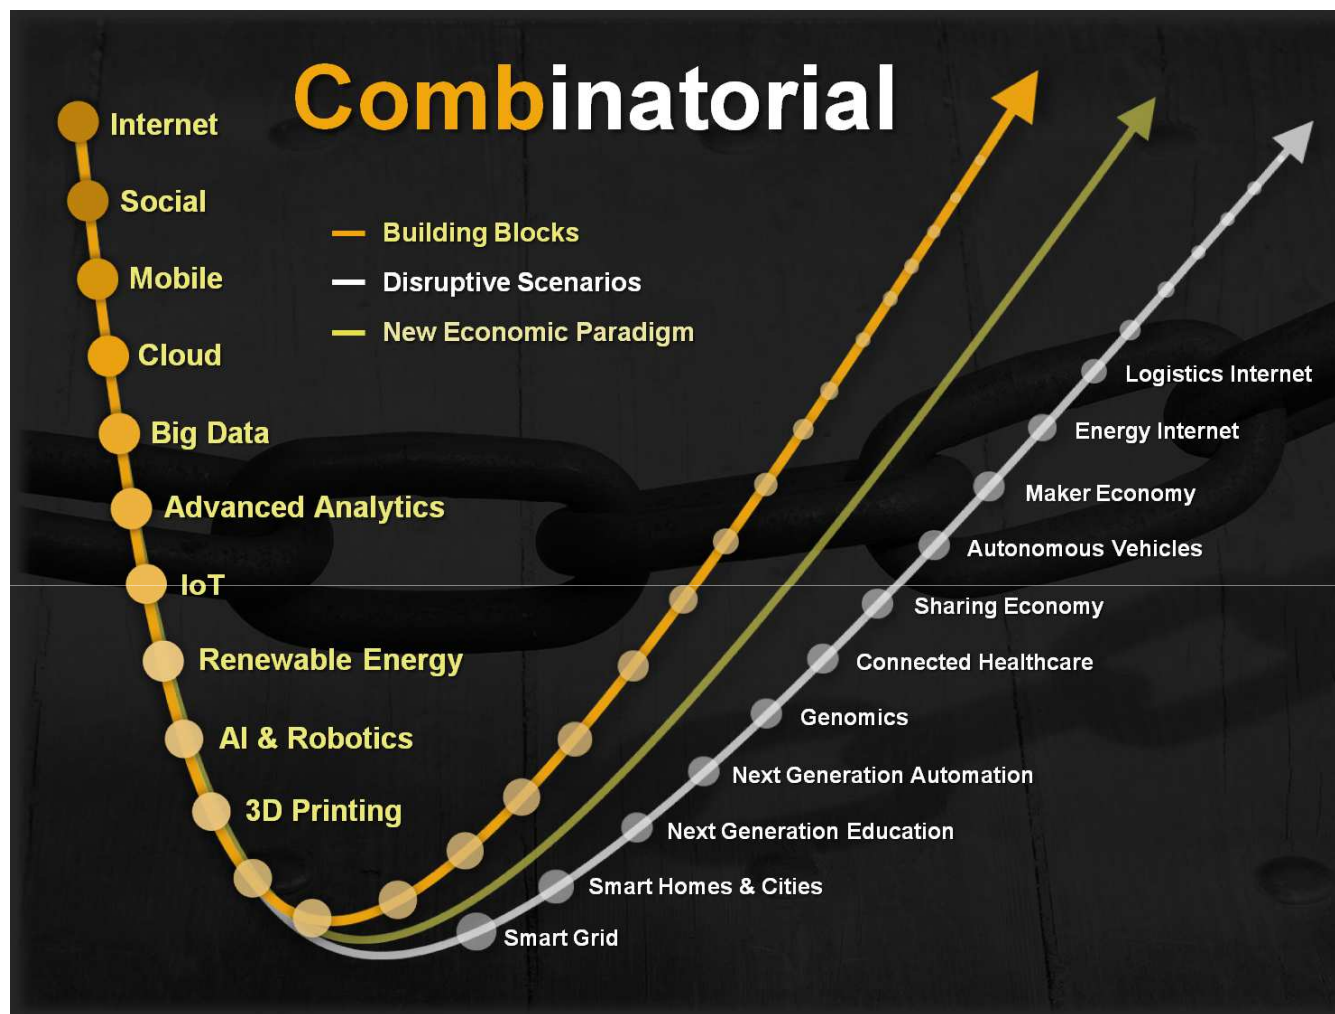 Combinatorial
Internet
Social
Mobile
Cloud
Big Data
Advanced Analytics
IoT
Renewable Energy
AI & Robotics
3D Printing
Building Blocks
Disruptive Scenarios
New Economic Paradigm
Logistics Internet
Energy Internet
Maker Economy
Autonomous Vehicles
Sharing Economy
Connected Healthcare
Genomics
Next Generation Automation
Next Generation Education
Smart Homes & Cities
Smart Grid